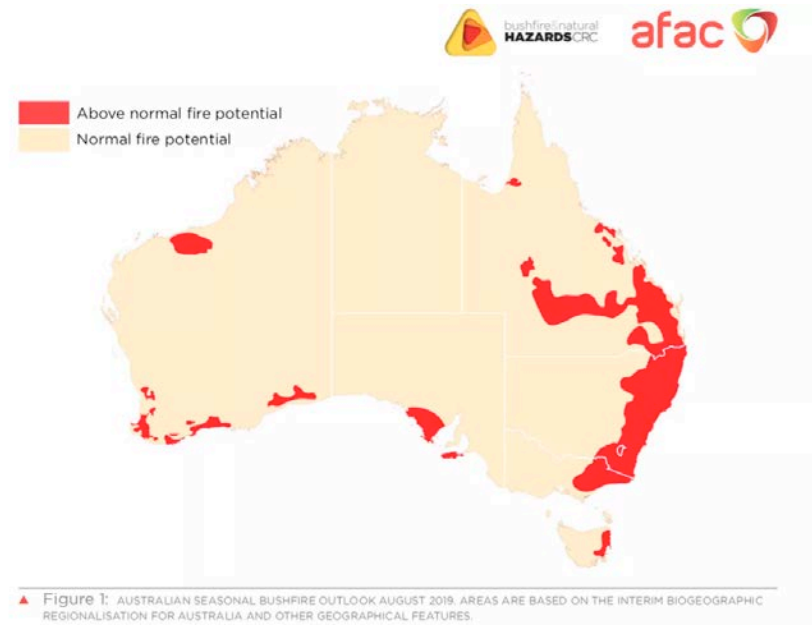 bushfire&natural
HAZARDSCRC
afac
Above normal fire potential
Normal fire potential
Figure 1: AUSTRALIAN SEASONAL BUSHFIRE OUTLOOK AUGUST 2019. AREAS ARE BASED ON THE INTERIM BIOGEOGRAPHIC
REGIONALISATION FOR AUSTRALIA AND OTHER GEOGRAPHICAL FEATURES.